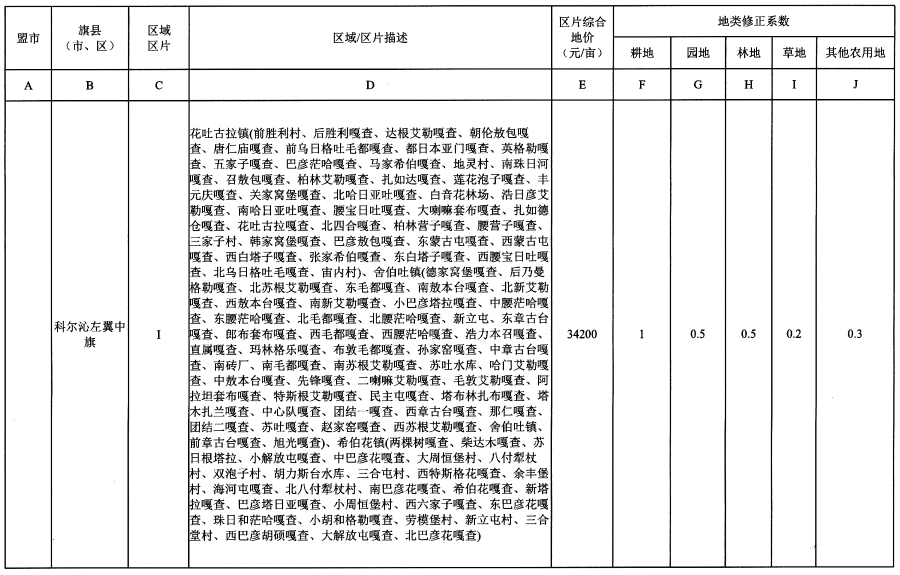 盟市
旗县
(市、区)
区域
区片
区域/区片描述
区片综合
地价
(元/亩)
地类修正系数
耕地
园地
林地
草地
其他农用地
A
B
C
D
E
F
G
H
I
J
科尔沁左翼中
旗
I
花吐古拉镇(前胜利村、后胜利嘎查、达根艾勒嘎查、朝伦敖包嘎
查、唐仁庙嘎查、前乌日格吐毛都嘎查、都日本亚门嘎查、英格勒嘎
查、五家子嘎查、巴彦茫哈嘎查、马家希伯嘎查、地灵村、南珠日河
嘎查、召敖包嘎查、柏林艾勒嘎查、扎如达嘎查、莲花泡子嘎查、丰
元庆嘎查、关家窝堡嘎查、北哈日亚吐嘎查、白音花林场、浩日彦艾
勒嘎查、南哈日亚吐嘎查、腰宝日吐嘎查、大喇嘛套布嘎查、扎如德
仓嘎查、花吐古拉嘎查、北四合嘎查、柏林营子嘎查、腰营子嘎查、
三家子村、韩家窝堡嘎查、巴彦敖包嘎查、东蒙古屯嘎查、西蒙古屯
嘎查、西白塔子嘎查、张家希伯嘎查、东白塔子嘎查、西腰宝日吐嘎
查、北乌日格吐毛嘎查、宙内村)、舍伯吐镇(德家窝堡嘎查、后乃曼
格勒嘎查、北苏根艾勒嘎查、东毛都嘎查、南敖本台嘎查、北新艾勒
嘎查、西敖本台嘎查、南新艾勒嘎查、小巴彦塔拉嘎查、中腰茫哈嘎
查、东腰茫哈嘎查、北毛都嘎查、北腰茫哈嘎查、新立屯、东章古台
嘎查、郎布套布嘎查、西毛都嘎查、西腰茫哈嘎查、浩力本召嘎查、
直属嘎查、玛林格乐嘎查、布敦毛都嘎查、孙家窑嘎查、中章古台嘎
查、南砖厂、南毛都嘎查、南苏根艾勒嘎查、苏吐水库、哈门艾勒嘎
查、中敖本台嘎查、先锋嘎查、二喇嘛艾勒嘎查、毛敦艾勒嘎查、阿
拉坦套布嘎查、特斯根艾勒嘎查、民主屯嘎查、塔布林扎布嘎查、塔
木扎兰嘎查、中心队嘎查、团结一嘎查、西章古台嘎查、那仁嘎查、
团结二嘎查、苏吐嘎查、赵家窑嘎查、西苏根艾勒嘎查、舍伯吐镇、
前章古台嘎查、旭光嘎查)、希伯花镇(两棵树嘎查、柴达木嘎查、苏
日根塔拉、小解放屯嘎查、中巴彦花嘎查、大周恒堡村、八付犁杖
村、双泡子村、胡力斯台水库、三合屯村、西特斯格花嘎查、余丰堡
村、海河屯嘎查、北八付犁杖村、南巴彦花嘎查、希伯花嘎查、新塔
拉嘎查、巴彦塔日亚嘎查、小周恒堡村、西六家子嘎查、东巴彦花嘎
查、珠日和茫哈嘎查、小胡和格勒嘎查、劳模堡村、新立屯村、三合
堂村、西巴彦胡硕嘎查、大解放屯嘎查、北巴彦花嘎查)
34200
1
0.5
0.5
0.2
0.3